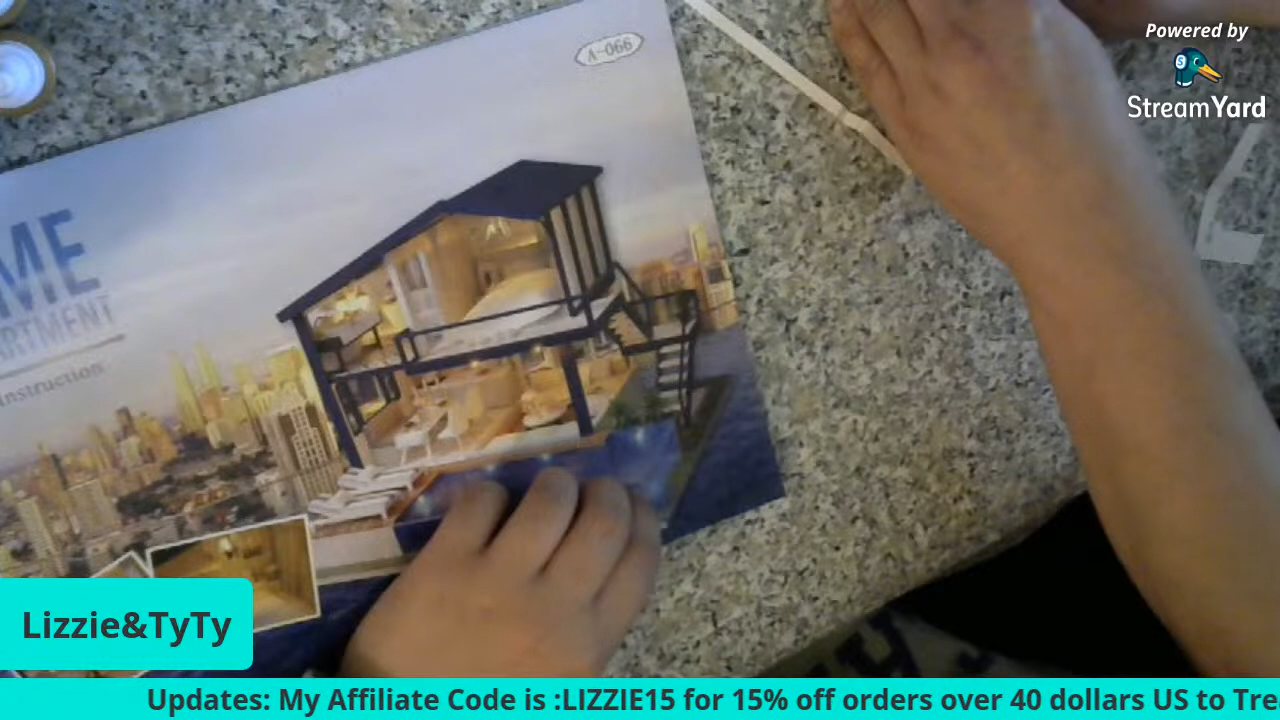 Powered by
StreamYard
A-066
ME
ARTMENT
Instruction
Lizzie&TyTy
Updates: My Affiliate Code is :LIZZIE15 for 15% off orders over 40 dollars US to Tre